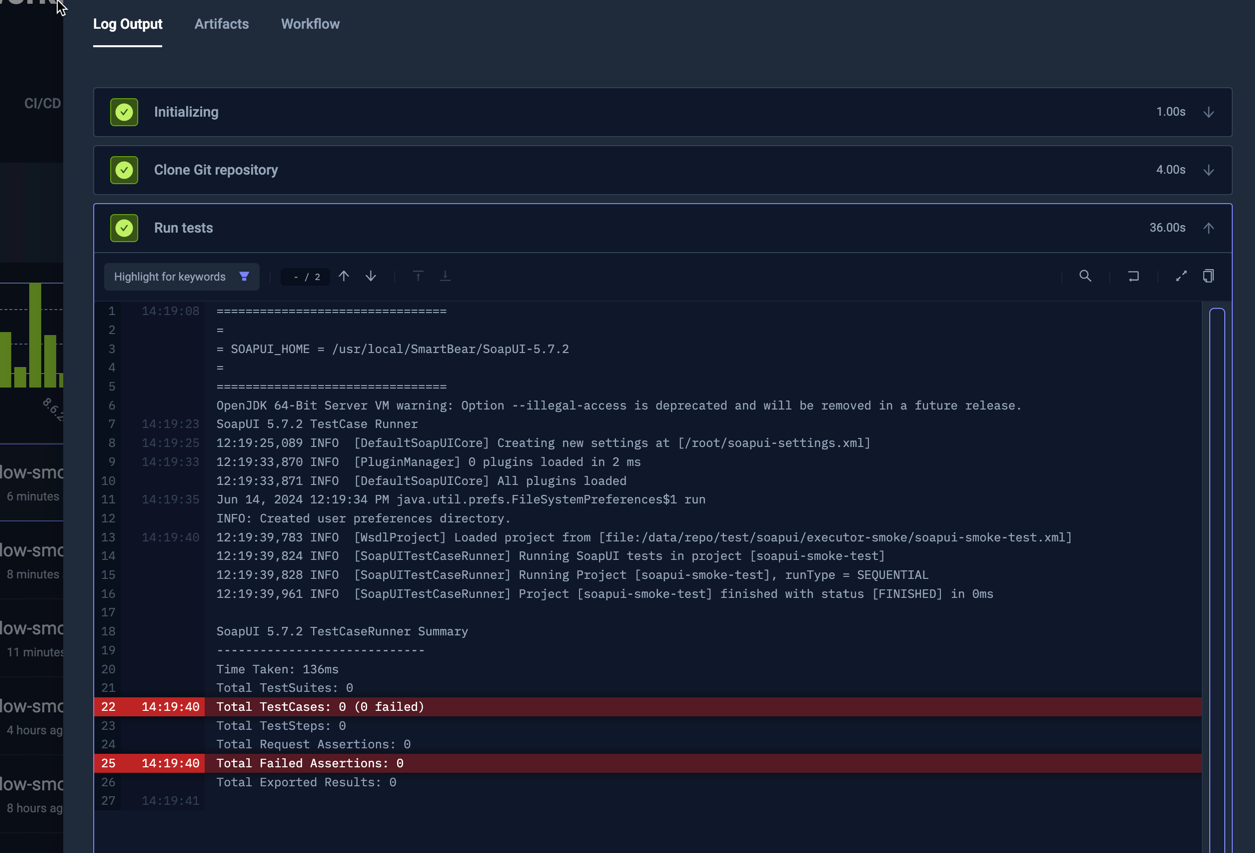 Log Output Artifacts Workflow
CI/CD
Initializing 1.00s
Clone Git repository 4.00s
Run tests 36.00s
Highlight for keywords - / 2
1 14:19:08 ================================
2 =
3 = SOAPUI_HOME = /usr/local/SmartBear/SoapUI-5.7.2
4 =
5 ================================
6 OpenJDK 64-Bit Server VM warning: Option --illegal-access is deprecated and will be removed in a future release.
7 14:19:23 SoapUI 5.7.2 TestCase Runner
8 14:19:25 12:19:25,089 INFO [DefaultSoapUICore] Creating new settings at [/root/soapui-settings.xml]
9 14:19:33 12:19:33,870 INFO [PluginManager] 0 plugins loaded in 2 ms
10 12:19:33,871 INFO [DefaultSoapUICore] All plugins loaded
11 14:19:35 Jun 14, 2024 12:19:34 PM java.util.prefs.FileSystemPreferences$1 run
12 INFO: Created user preferences directory.
13 14:19:40 12:19:39,783 INFO [WsdlProject] Loaded project from [file:/data/repo/test/soapui/executor-smoke/soapui-smoke-test.xml]
14 12:19:39,824 INFO [SoapUITestCaseRunner] Running SoapUI tests in project [soapui-smoke-test]
15 12:19:39,828 INFO [SoapUITestCaseRunner] Running Project [soapui-smoke-test], runType = SEQUENTIAL
16 12:19:39,961 INFO [SoapUITestCaseRunner] Project [soapui-smoke-test] finished with status [FINISHED] in 0ms
17
18 SoapUI 5.7.2 TestCaseRunner Summary
19 -----------------------------
20 Time Taken: 136ms
21 Total TestSuites: 0
22 14:19:40 Total TestCases: 0 (0 failed)
23 Total TestSteps: 0
24 Total Request Assertions: 0
25 14:19:40 Total Failed Assertions: 0
26 Total Exported Results: 0
27 14:19:41
8.6.2
low-smo
6 minutes
low-smo
8 minutes
low-smo
11 minutes
low-smo
4 hours ag
low-smo
8 hours ag